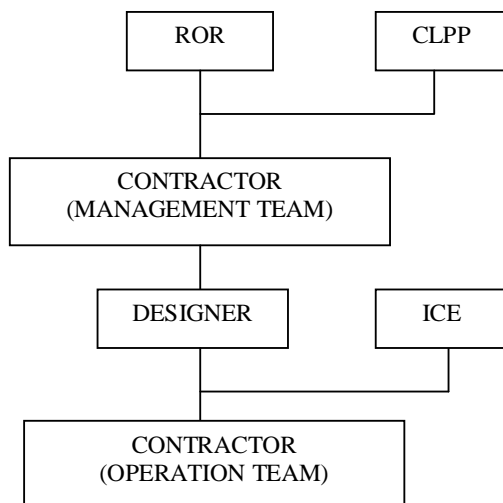 ROR
CLPP
CONTRACTOR
(MANAGEMENT TEAM)
DESIGNER
ICE
CONTRACTOR
(OPERATION TEAM)